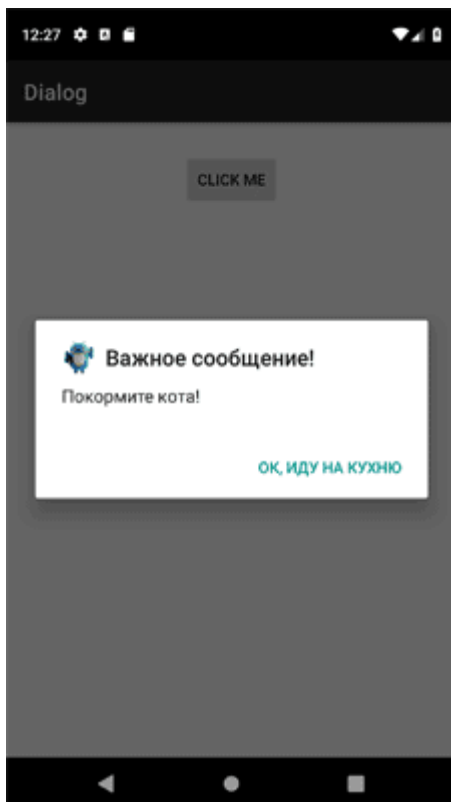 12:27
Dialog
CLICK ME
Важное сообщение!
Покормите кота!
ОК, ИДУ НА КУХНЮ